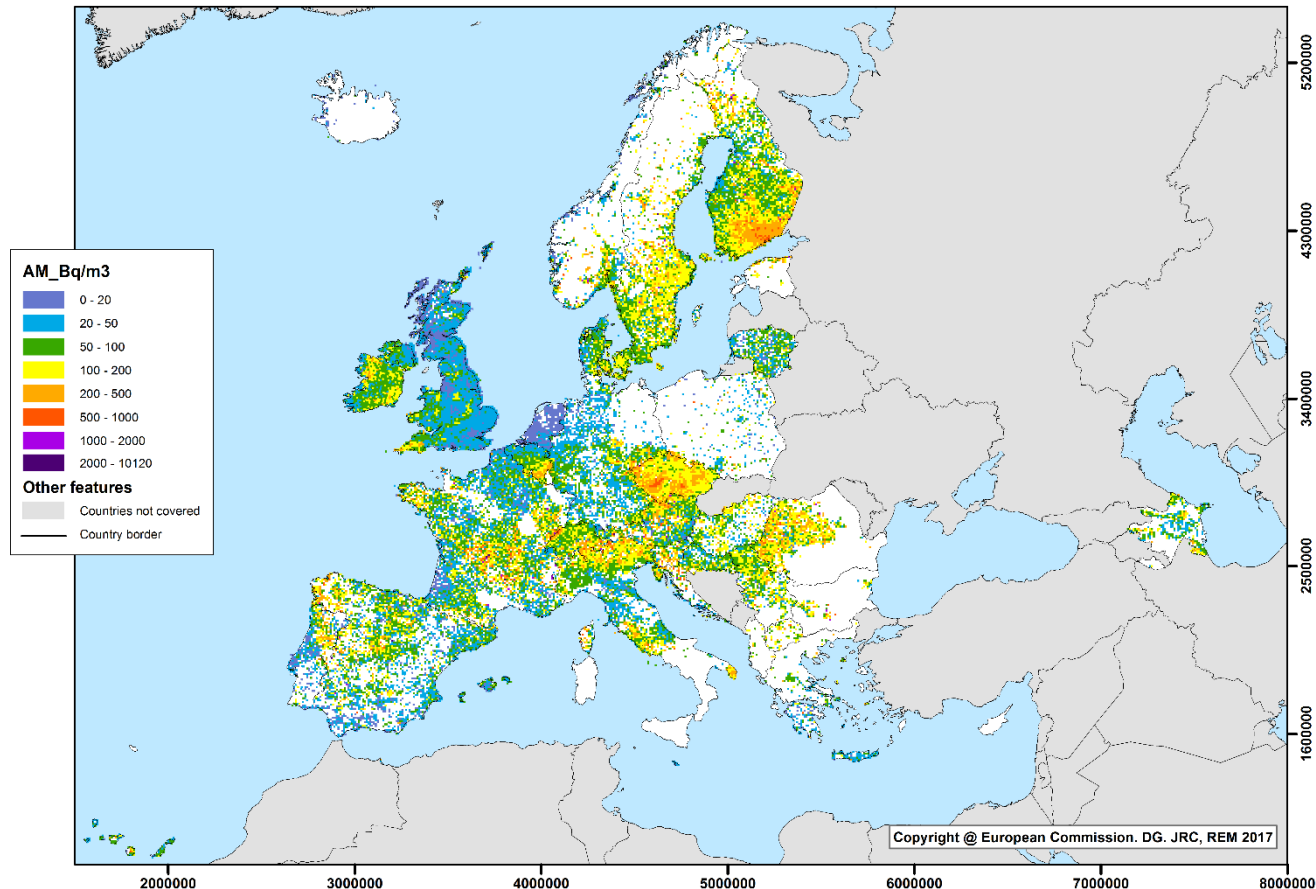 AM_Bq/m3
0 - 20
20 - 50
50 - 100
100 - 200
200 - 500
500 - 1000
1000 - 2000
2000 - 10120
Other features
Countries not covered
Country border
5200000
4300000
3400000
2500000
1600000
Copyright @ European Commission. DG. JRC, REM 2017
2000000 3000000 4000000 5000000 6000000 7000000 8000000